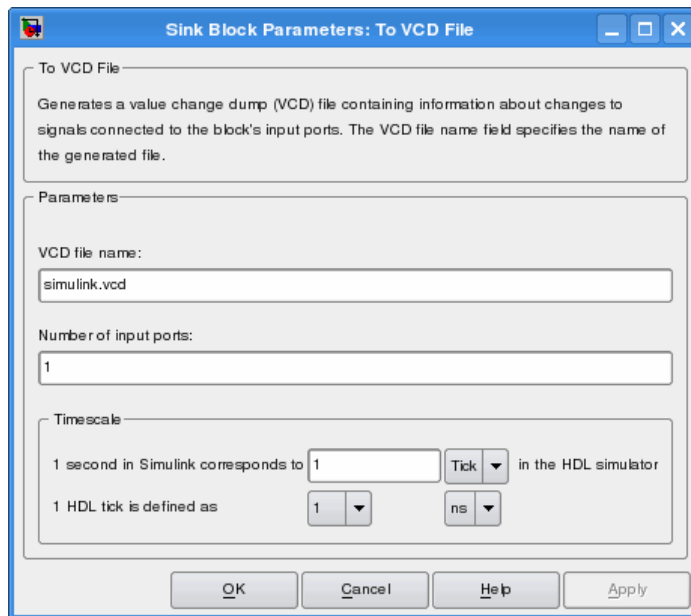 Sink Block Parameters: To VCD File
To VCD File
Generates a value change dump (VCD) file containing information about changes to
signals connected to the block's input ports. The VCD file name field specifies the name of
the generated file.
Parameters
VCD file name:
simulink.vcd
Number of input ports:
1
Timescale
1 second in Simulink corresponds to 1 Tick in the HDL simulator
1 HDL tick is defined as 1 ns
OK Cancel Help Apply